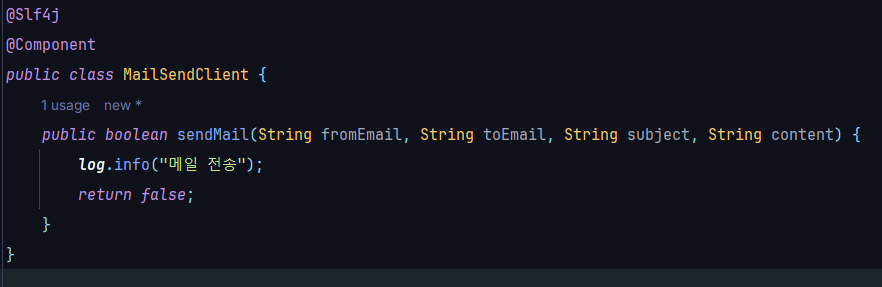 @Slf4j
@Component
public class MailSendClient {
1 usage new *
public boolean sendMail(String fromEmail, String toEmail, String subject, String content) {
log.info("메일 전송");
return false;
}
}